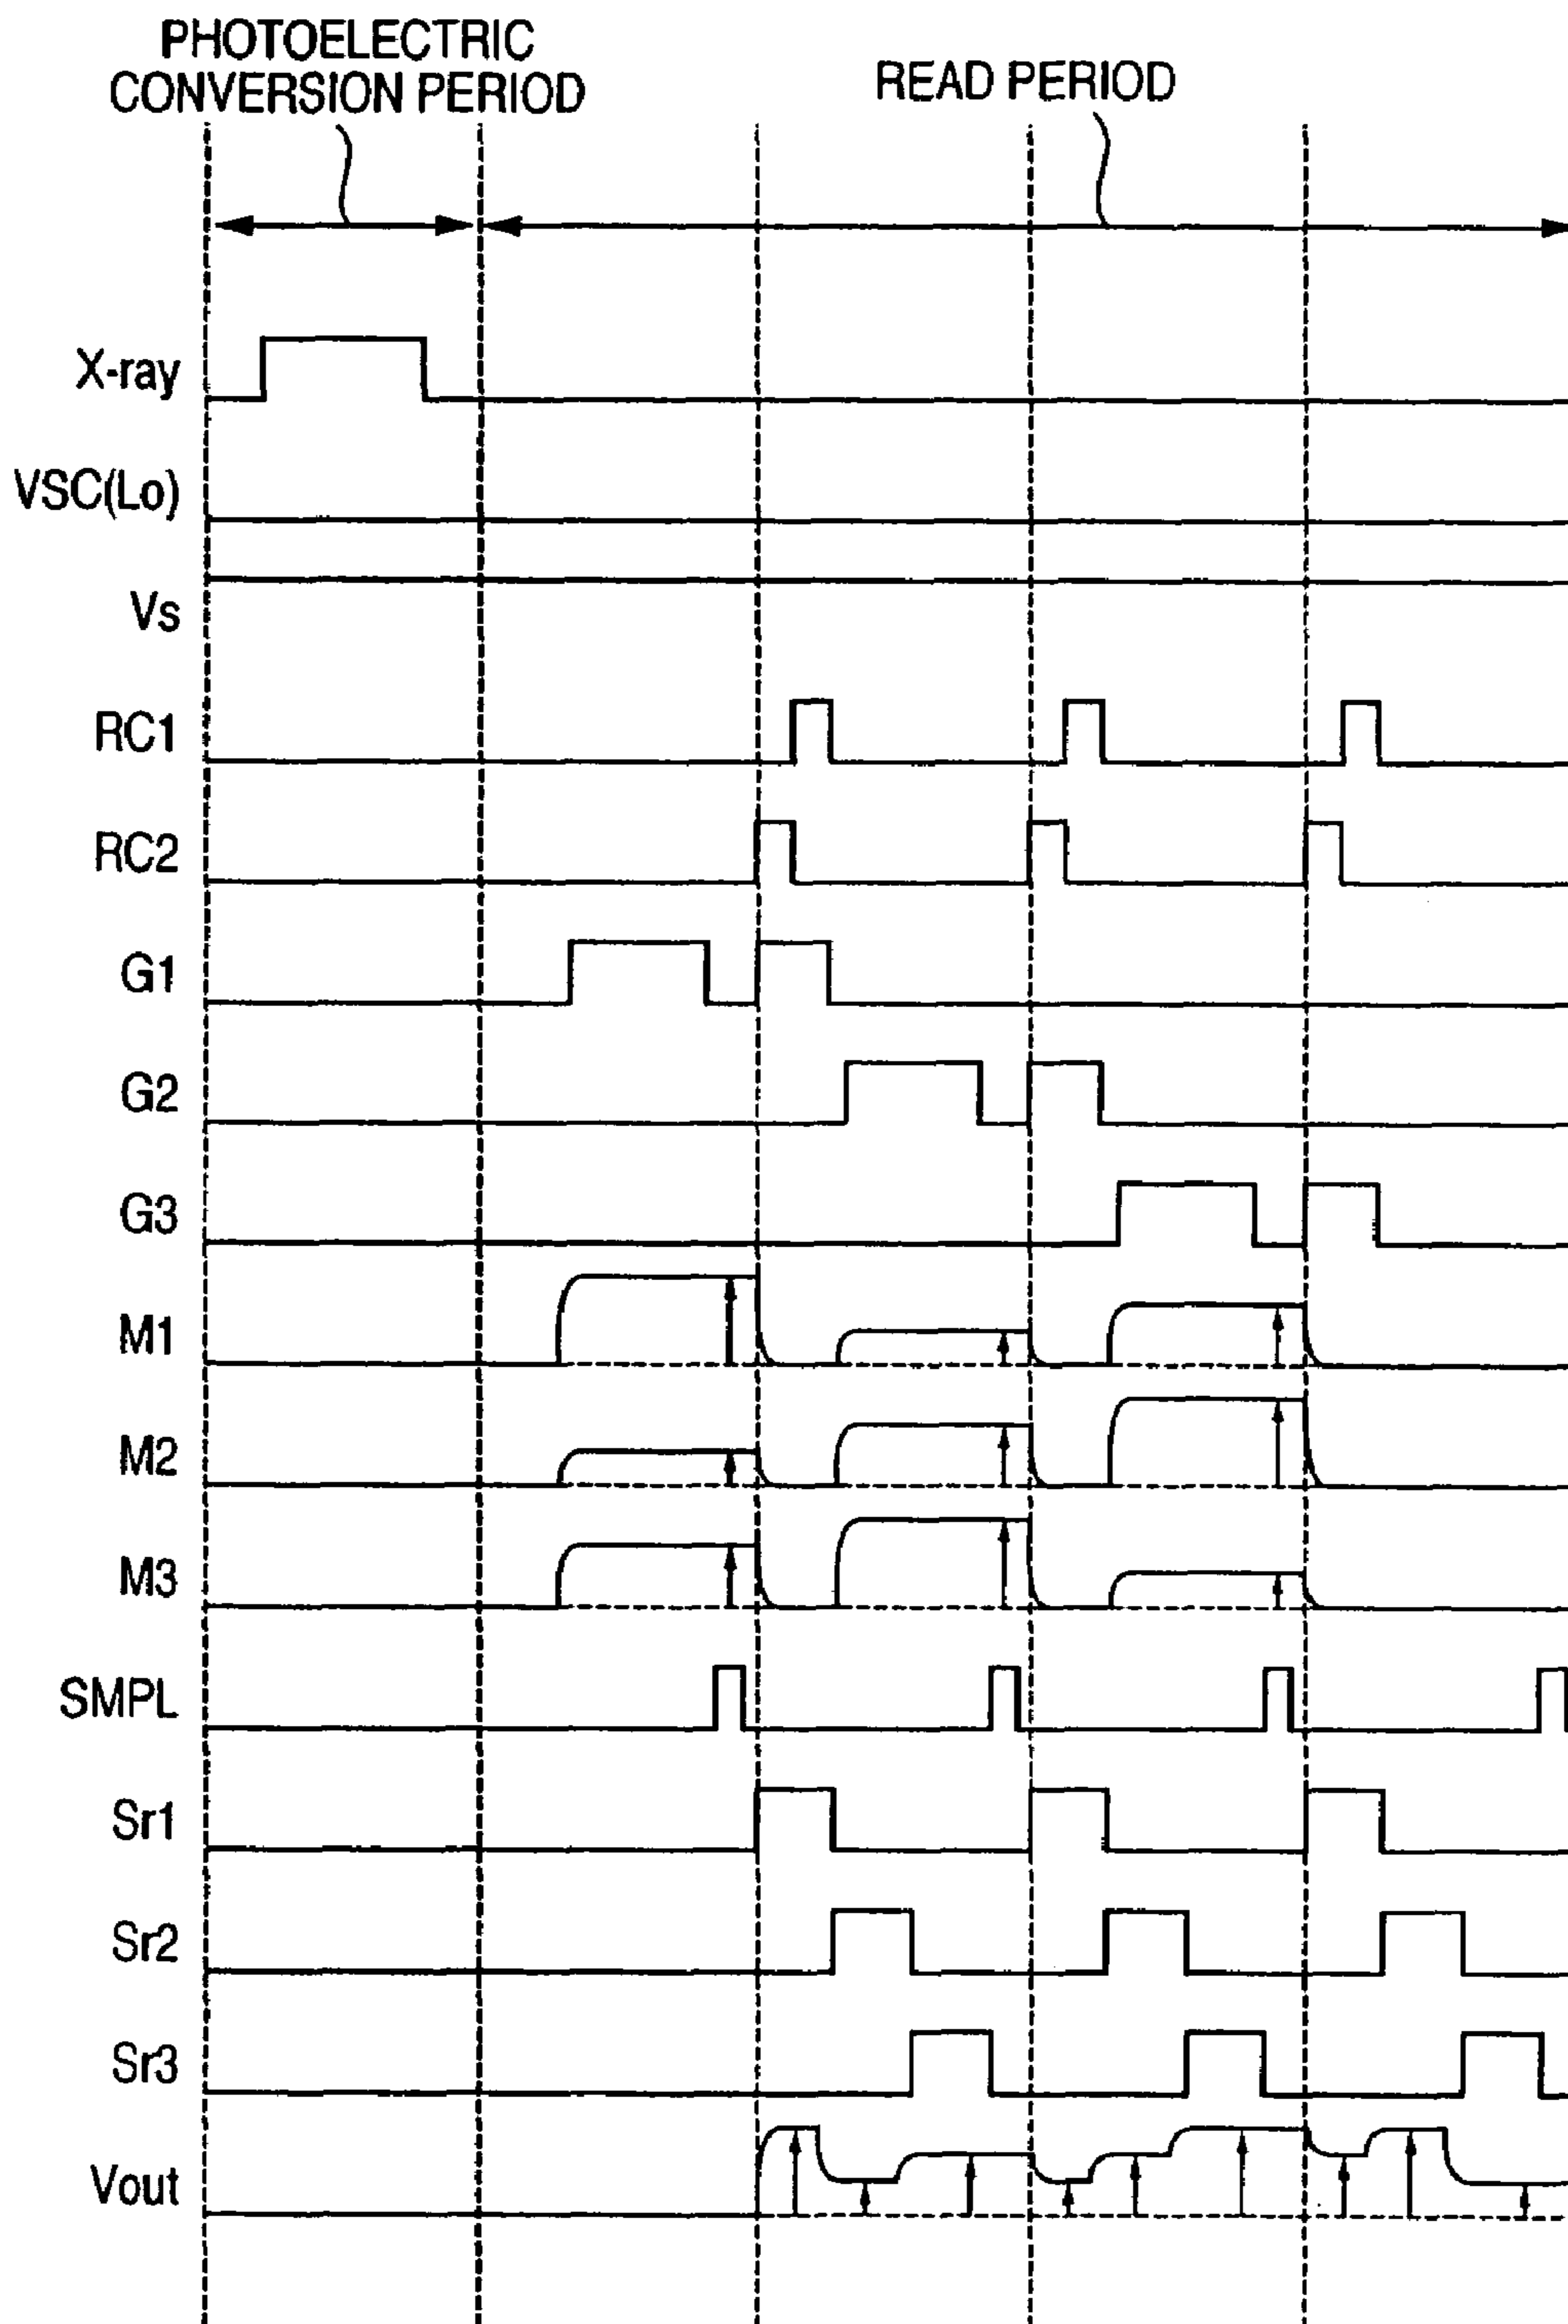 PHOTOELECTRIC
CONVERSION PERIOD
READ PERIOD
X-ray
VSC(Lo)
Vs
RC1
RC2
G1
G2
G3
M1
M2
M3
SMPL
Sr1
Sr2
Sr3
Vout